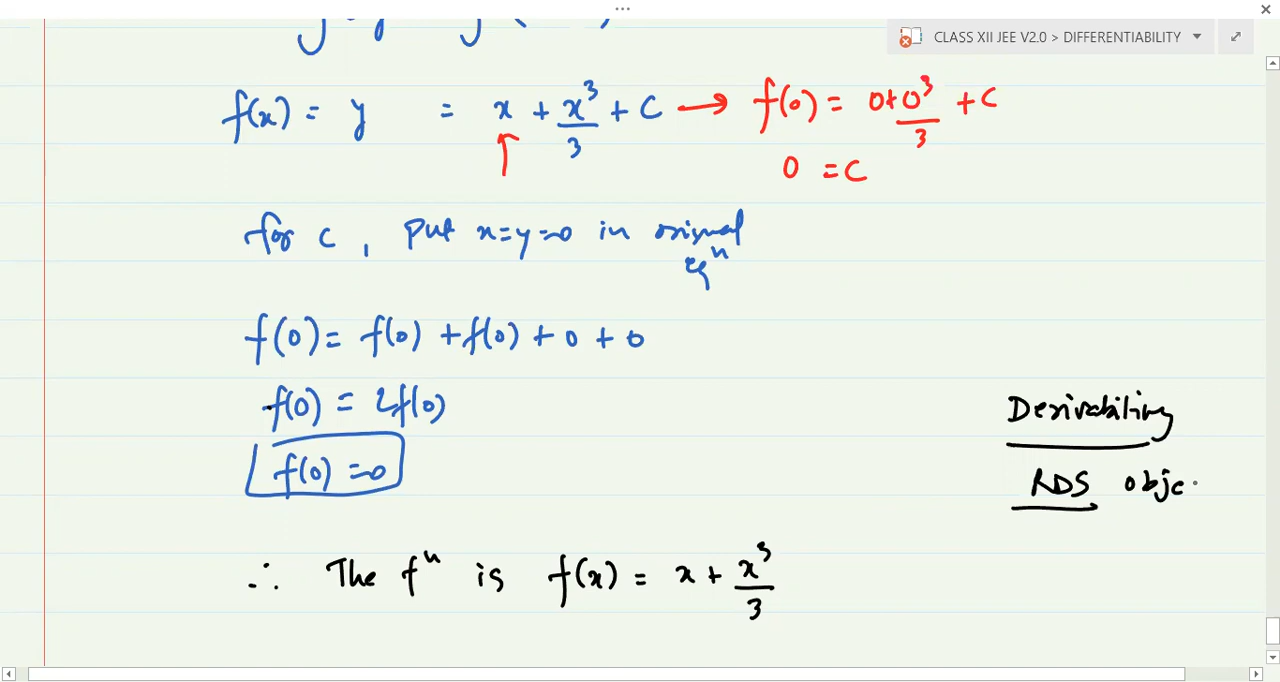 CLASS XII JEE V2.0 > DIFFERENTIABILITY
f(x) = y = x + x³/3 + C → f(0) = 0 + 0³/3 + C
0 = C
for C, Put x=y=0 in original
eqⁿ
f(0) = f(0) + f(0) + 0 + 0
f(0) = 2f(0)
f(0) = 0
Derivability
RDS obje
∴ The fⁿ is f(x) = x + x³/3